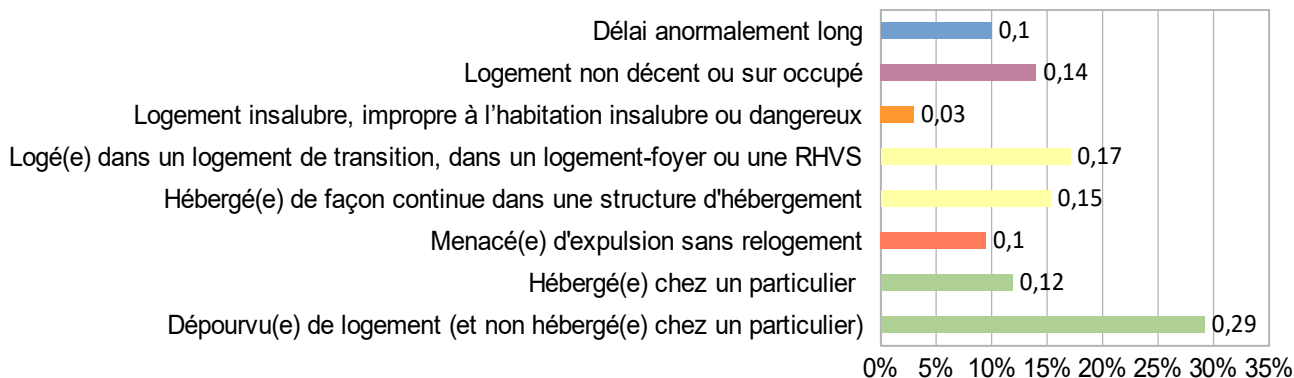 Délai anormalement long 0,1
Logement non décent ou sur occupé 0,14
Logement insalubre, impropre à l’habitation insalubre ou dangereux 0,03
Logé(e) dans un logement de transition, dans un logement-foyer ou une RHVS 0,17
Hébergé(e) de façon continue dans une structure d'hébergement 0,15
Menacé(e) d'expulsion sans relogement 0,1
Hébergé(e) chez un particulier 0,12
Dépourvu(e) de logement (et non hébergé(e) chez un particulier) 0,29
0% 5% 10% 15% 20% 25% 30% 35%